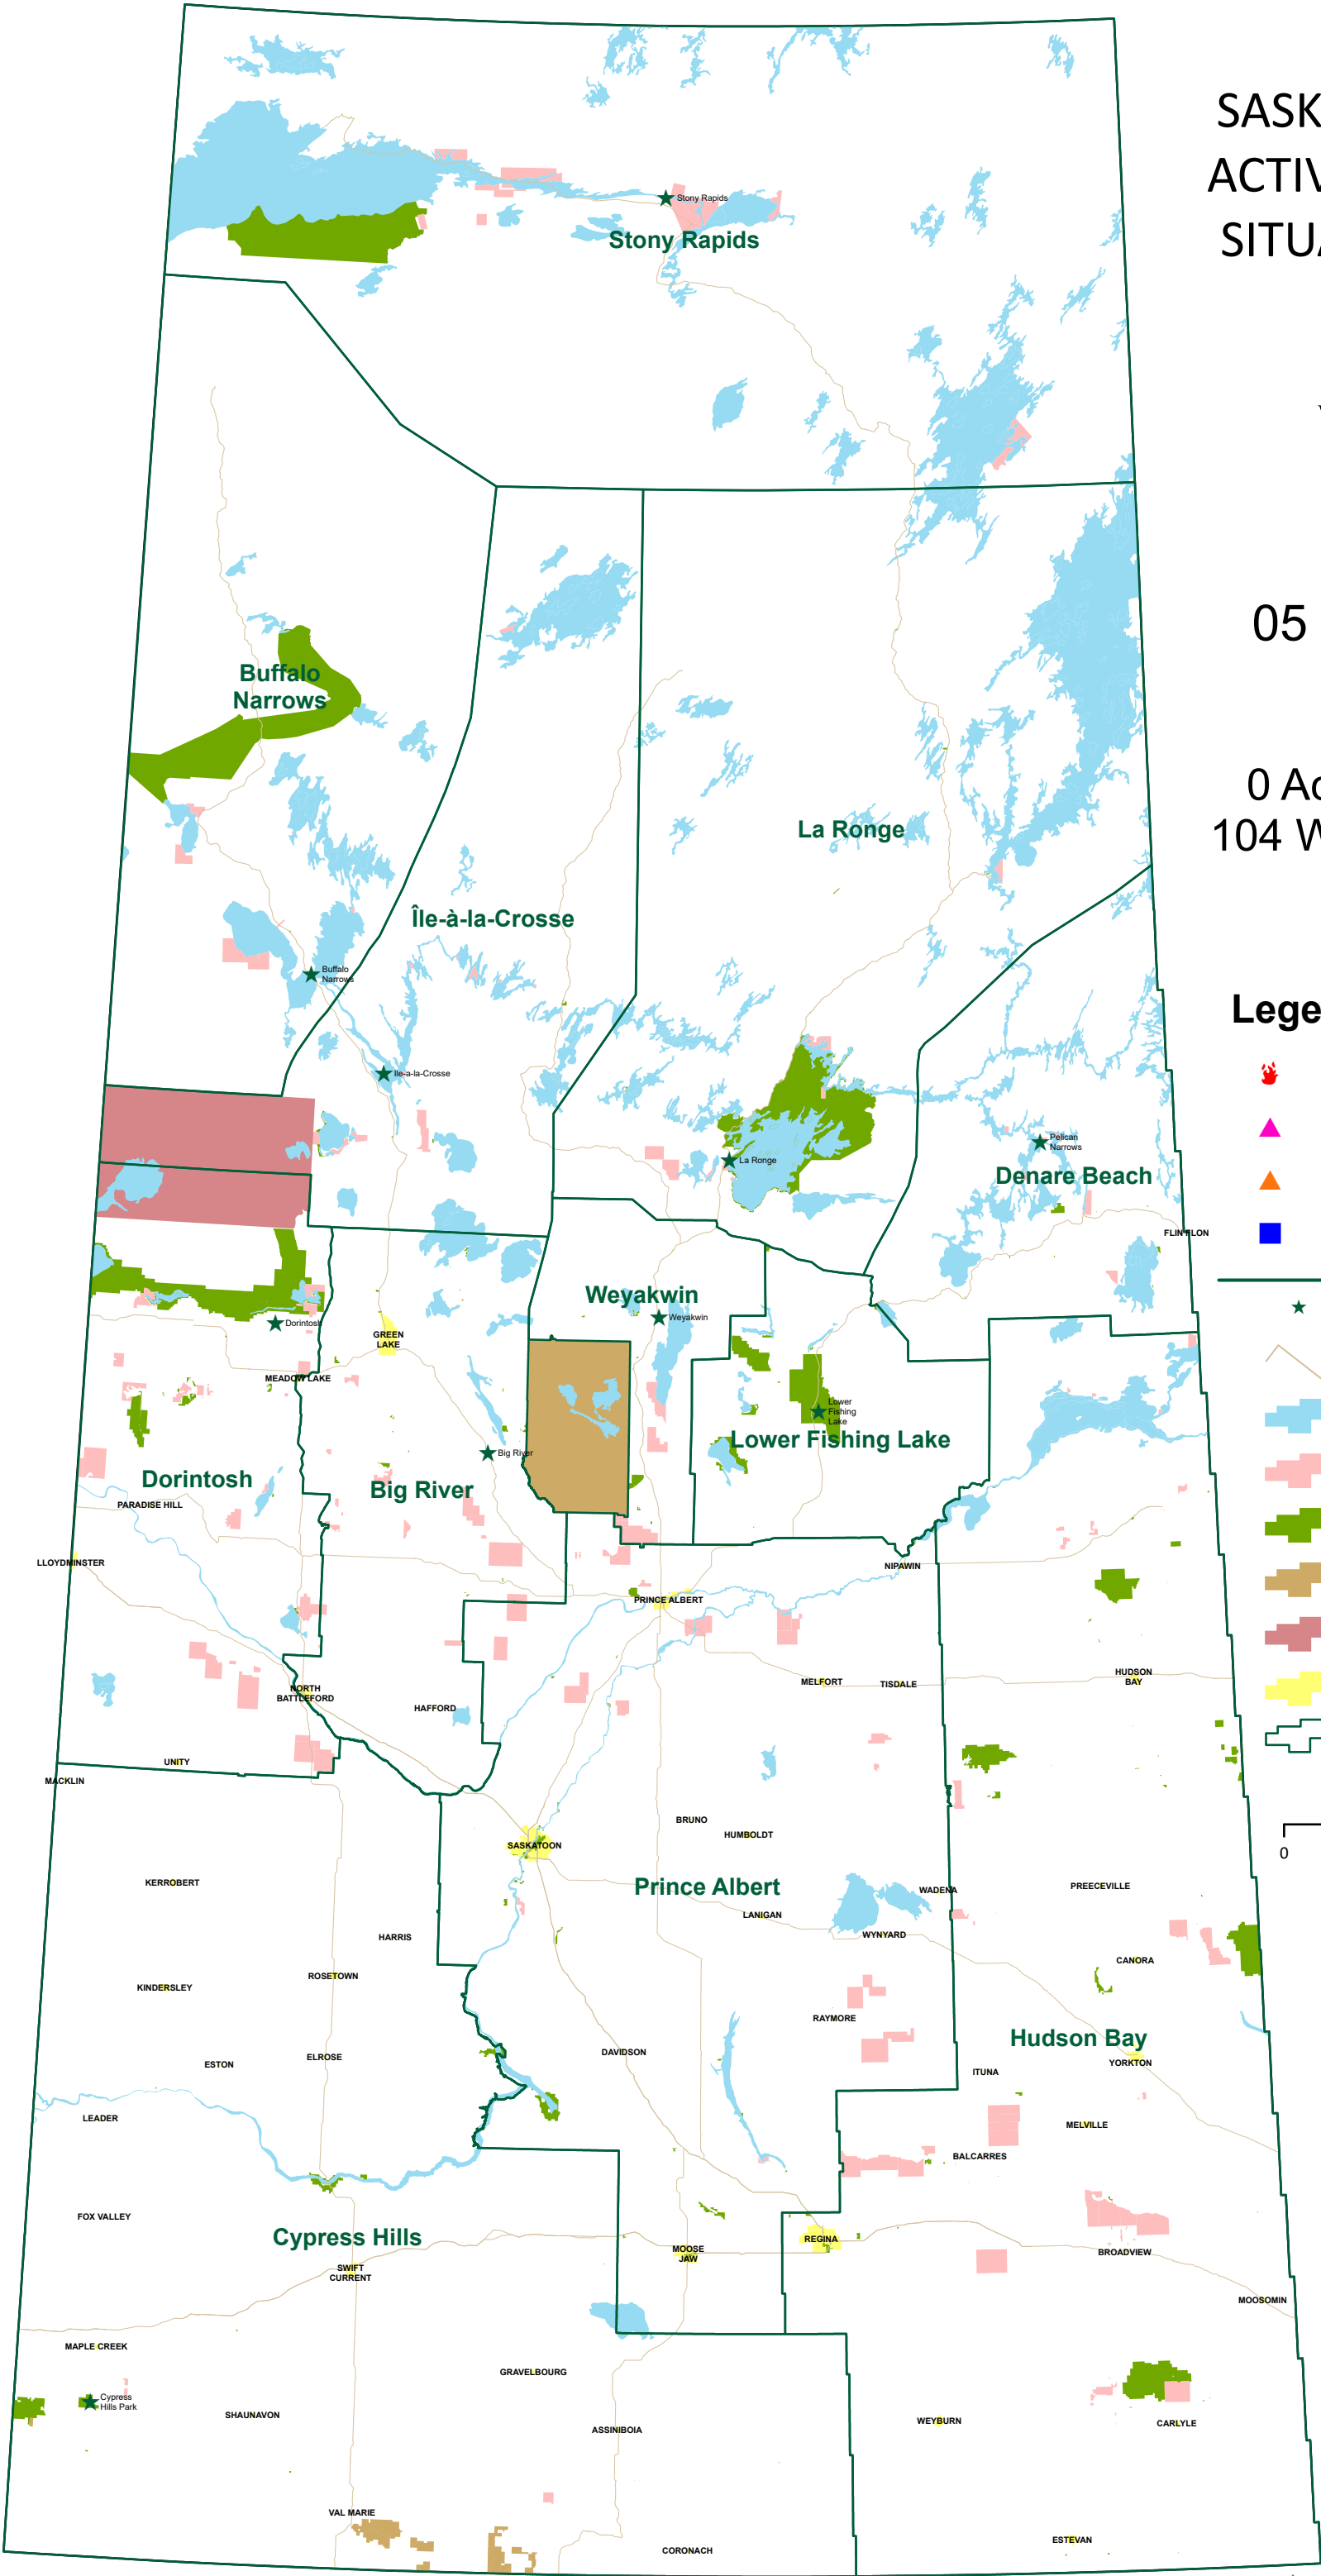 SASK
ACTIV
SITUA
05
0 Ac
104 W
Lege
0
Stony Rapids
Stony Rapids
Buffalo
Narrows
La Ronge
Île-à-la-Crosse
Buffalo
Narrows
Ile-a-la-Crosse
Pelican
Narrows
La Ronge
Denare Beach
FLIN FLON
Weyakwin
Weyakwin
Dorintosh
GREEN
LAKE
MEADOW LAKE
Lower
Fishing
Lake
Lower Fishing Lake
Big River
Dorintosh
Big River
PARADISE HILL
LLOYDMINSTER
NIPAWIN
PRINCE ALBERT
HUDSON
BAY
MELFORT
TISDALE
NORTH
BATTLEFORD
HAFFORD
UNITY
MACKLIN
BRUNO
HUMBOLDT
SASKATOON
KERROBERT
Prince Albert
WADENA
PREECEVILLE
LANIGAN
WYNYARD
HARRIS
CANORA
ROSETOWN
KINDERSLEY
RAYMORE
Hudson Bay
DAVIDSON
ELROSE
ESTON
YORKTON
ITUNA
LEADER
MELVILLE
BALCARRES
FOX VALLEY
Cypress Hills
REGINA
MOOSE
JAW
BROADVIEW
SWIFT
CURRENT
MOOSOMIN
MAPLE CREEK
GRAVELBOURG
Cypress
Hills Park
SHAUNAVON
WEYBURN
CARLYLE
ASSINIBOIA
VAL MARIE
ESTEVAN
CORONACH